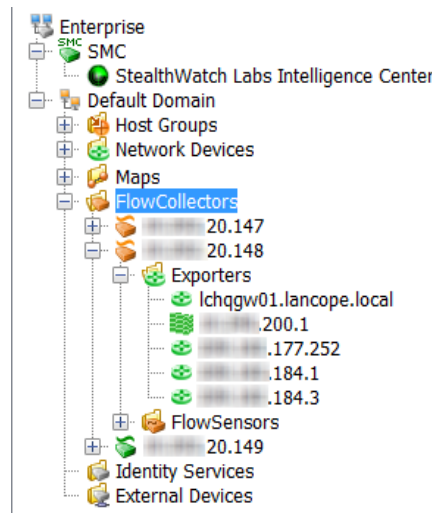 Enterprise
SMC
SMC
StealthWatch Labs Intelligence Center
Default Domain
Host Groups
Network Devices
Maps
FlowCollectors
20.147
20.148
Exporters
lchqgw01.lancope.local
.200.1
.177.252
.184.1
.184.3
FlowSensors
20.149
Identity Services
External Devices